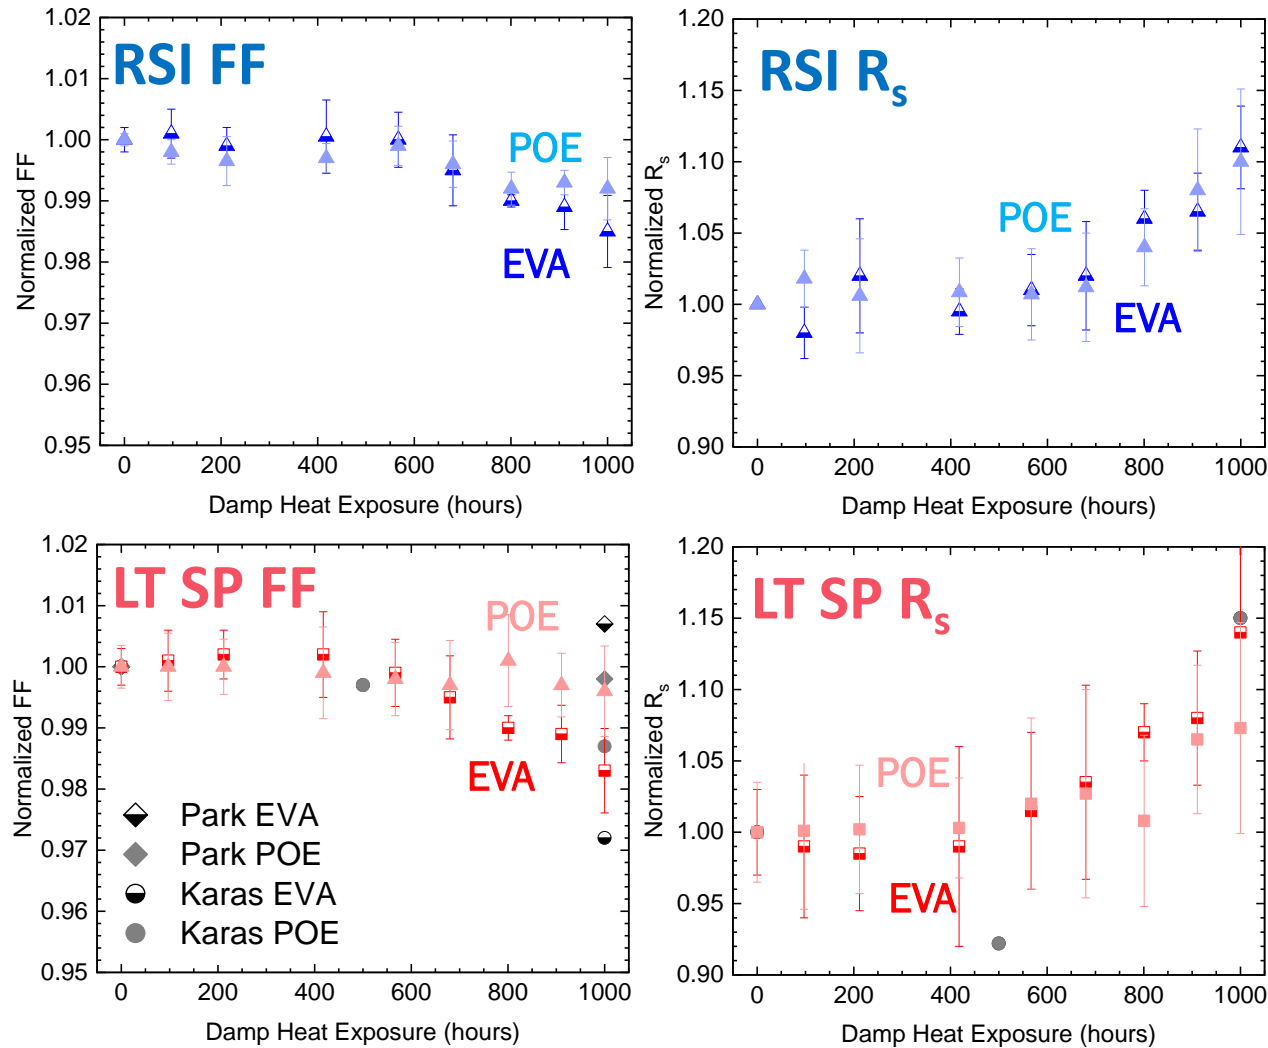 RSI FF
POE
EVA
Normalized FF
1.02
1.01
1.00
0.99
0.98
0.97
0.96
0.95
0 200 400 600 800 1000
Damp Heat Exposure (hours)
RSI Rs
POE
EVA
Normalized Rs
1.20
1.15
1.10
1.05
1.00
0.95
0.90
0 200 400 600 800 1000
Damp Heat Exposure (hours)
LT SP FF
POE
EVA
Park EVA
Park POE
Karas EVA
Karas POE
Normalized FF
1.02
1.01
1.00
0.99
0.98
0.97
0.96
0.95
0 200 400 600 800 1000
Damp Heat Exposure (hours)
LT SP Rs
POE
EVA
Normalized Rs
1.20
1.15
1.10
1.05
1.00
0.95
0.90
0 200 400 600 800 1000
Damp Heat Exposure (hours)